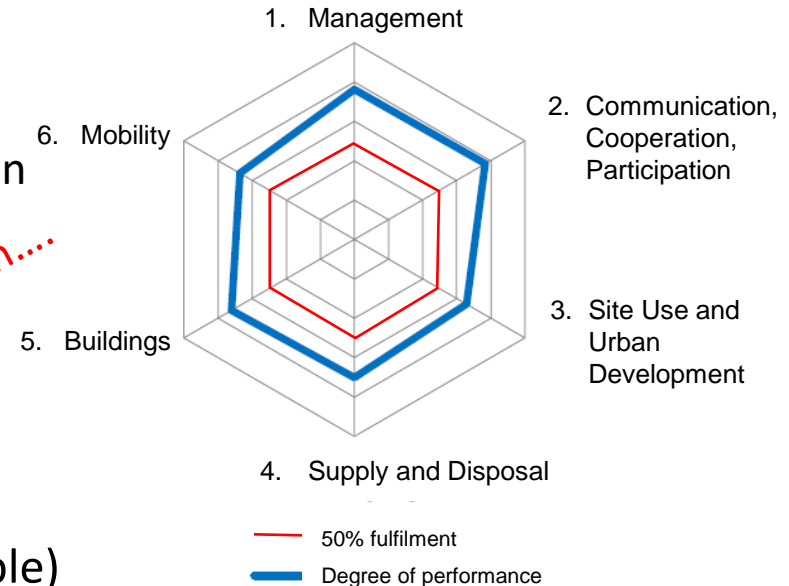 1. Management
2. Communication,
Cooperation,
Participation
6. Mobility
n
n.....
3. Site Use and
Urban
Development
5. Buildings
4. Supply and Disposal
50% fulfilment
ple)
Degree of performance